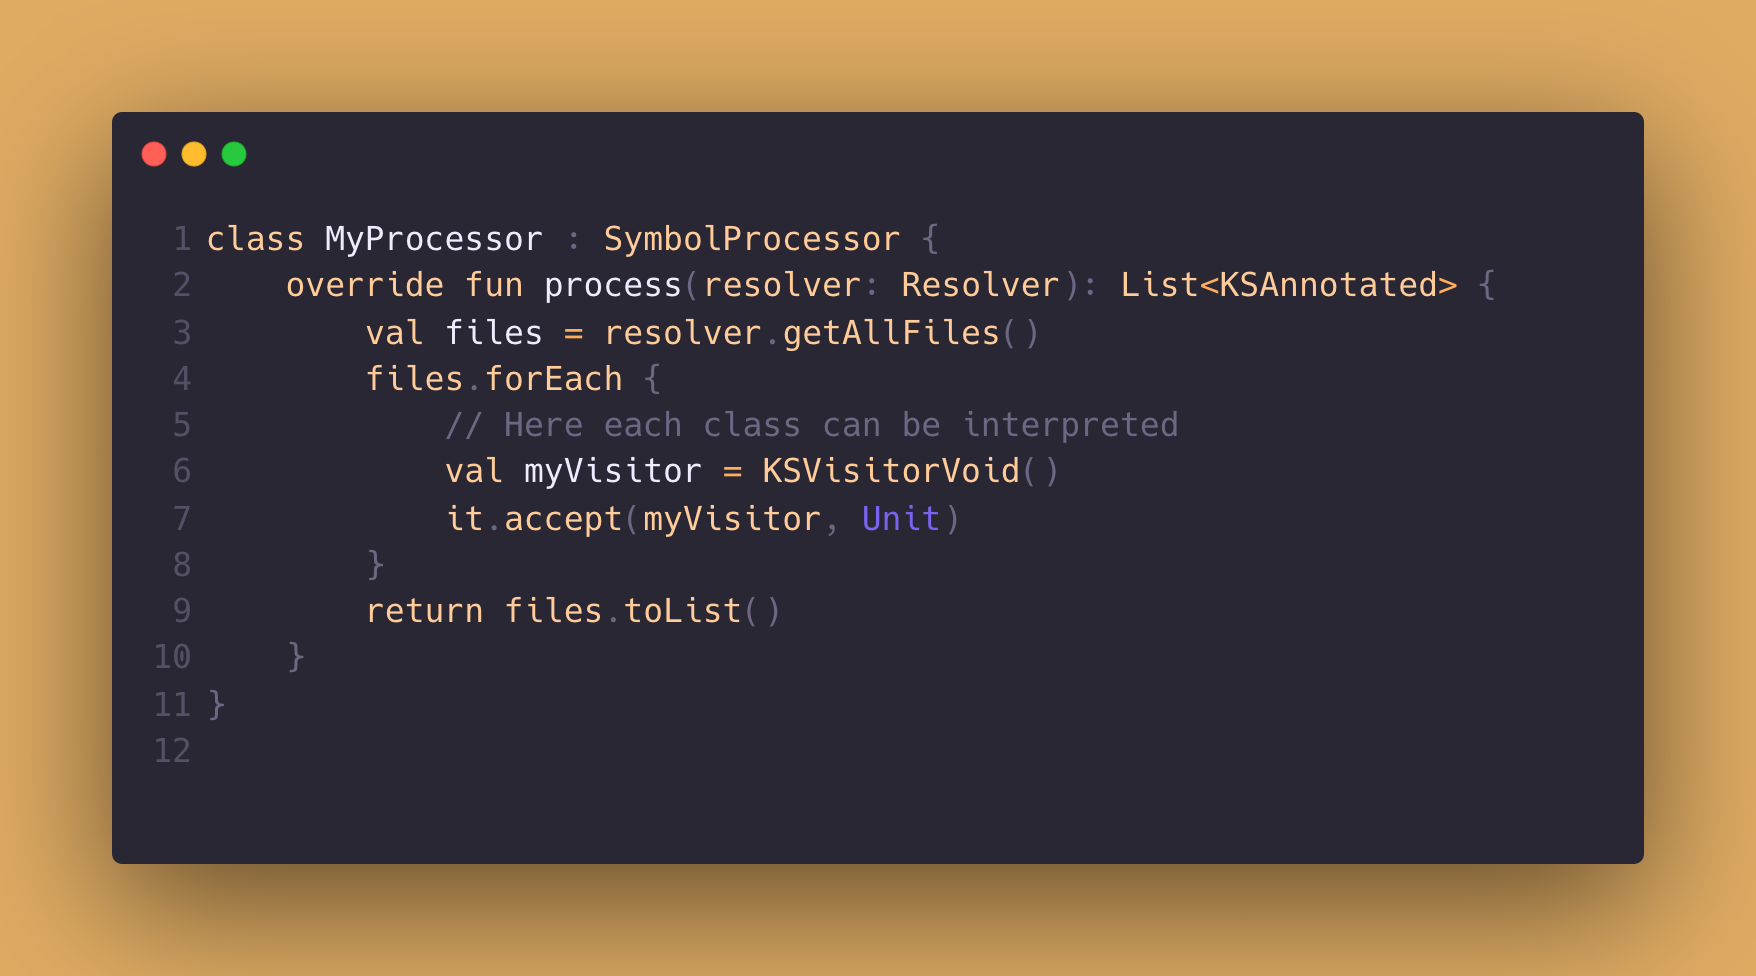 1 class MyProcessor : SymbolProcessor {
2     override fun process(resolver: Resolver): List<KSAnnotated> {
3         val files = resolver.getAllFiles()
4         files.forEach {
5             // Here each class can be interpreted
6             val myVisitor = KSVisitorVoid()
7             it.accept(myVisitor, Unit)
8         }
9         return files.toList()
10     }
11 }
12